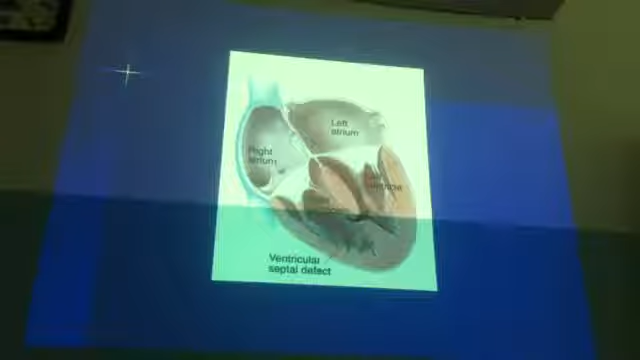 Left
atrium
Right
atrium
Ventricular
septal defect